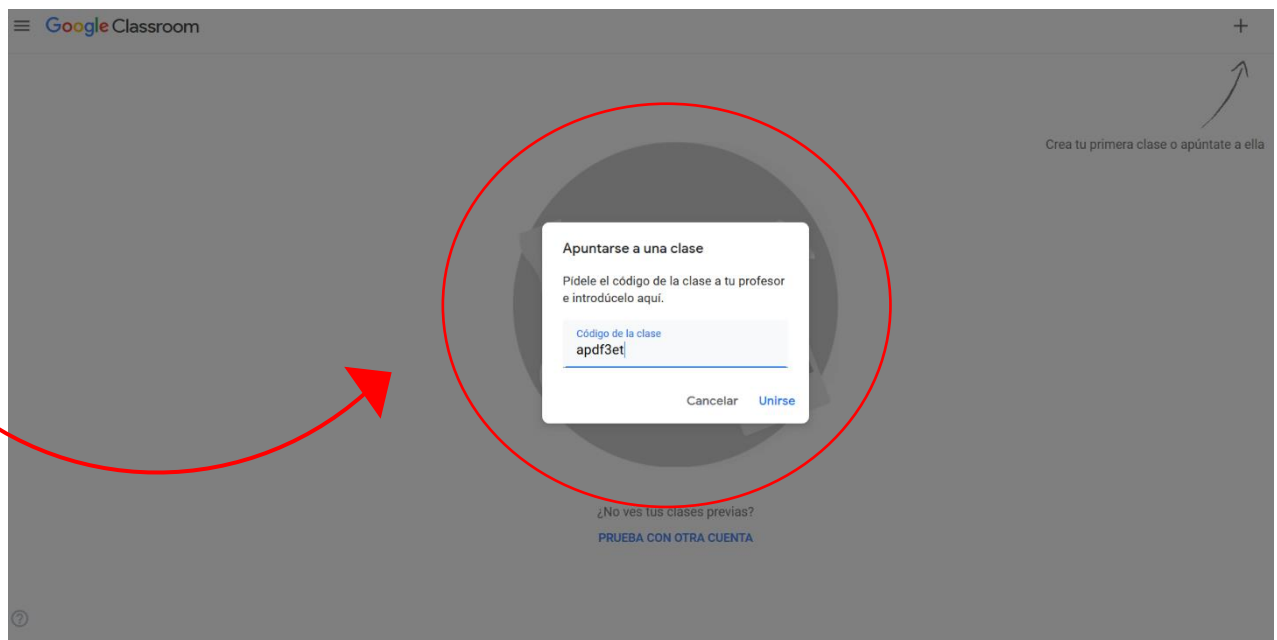 Google Classroom
Crea tu primera clase o apúntate a ella
Apuntarse a una clase
Pídele el código de la clase a tu profesor
e introdúcelo aquí.
Código de la clase
apdf3et
Cancelar Unirse
¿No ves tus clases previas?
PRUEBA CON OTRA CUENTA